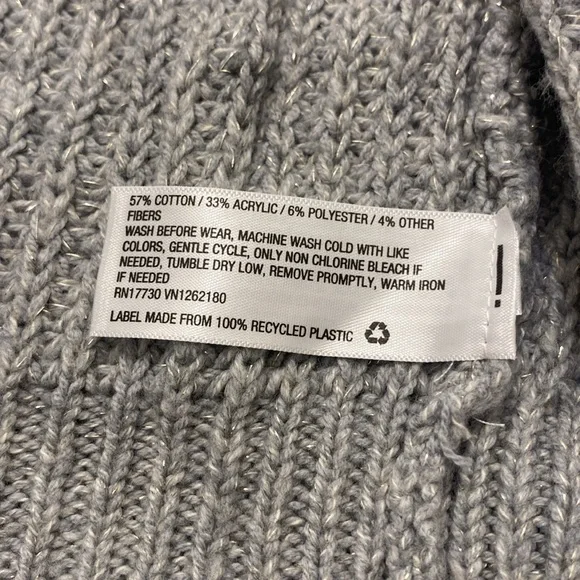 57% COTTON / 33% ACRYLIC / 6% POLYESTER / 4% OTHER
FIBERS
WASH BEFORE WEAR, MACHINE WASH COLD WITH LIKE
COLORS, GENTLE CYCLE, ONLY NON CHLORINE BLEACH IF
NEEDED, TUMBLE DRY LOW, REMOVE PROMPTLY, WARM IRON
IF NEEDED
RN17730 VN1262180
LABEL MADE FROM 100% RECYCLED PLASTIC